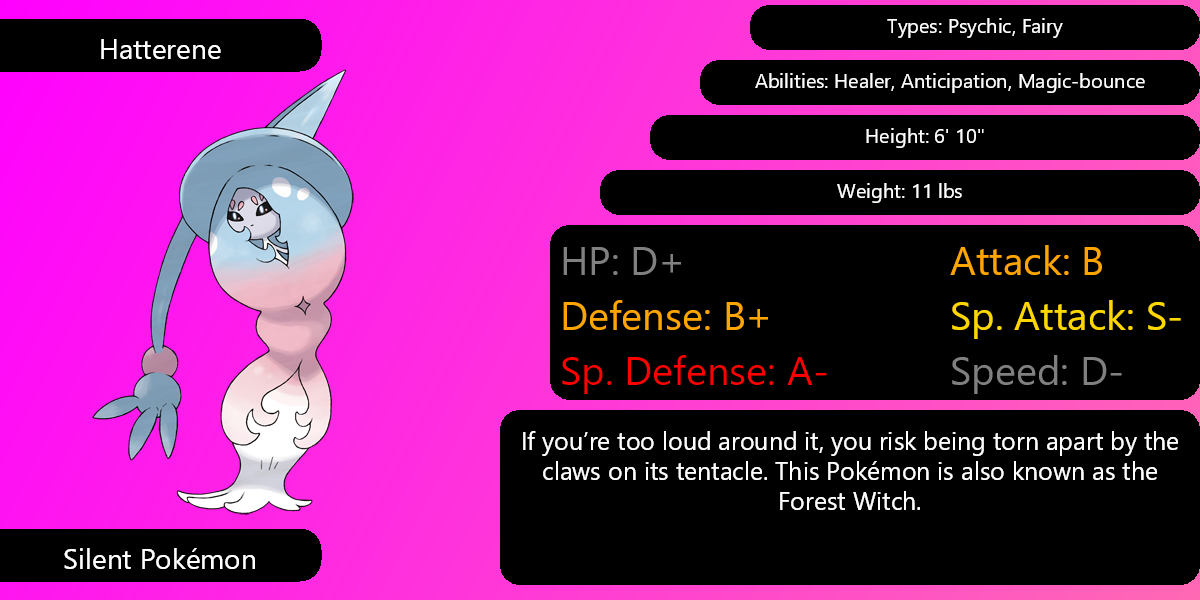 Hatterene
Types: Psychic, Fairy
Abilities: Healer, Anticipation, Magic-bounce
Height: 6' 10"
Weight: 11 lbs
HP: D+
Attack: B
Defense: B+
Sp. Attack: S-
Sp. Defense: A-
Speed: D-
If you’re too loud around it, you risk being torn apart by the
claws on its tentacle. This Pokémon is also known as the
Forest Witch.
Silent Pokémon